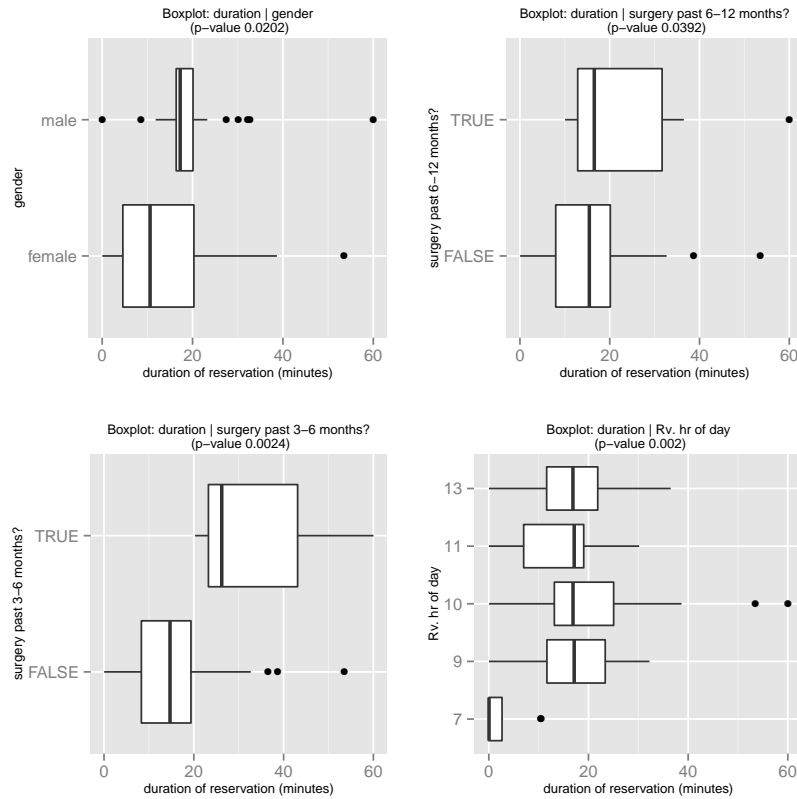 Boxplot: duration | gender
(p−value 0.0202)
gender
male
female
0 20 40 60
duration of reservation (minutes)
Boxplot: duration | surgery past 6−12 months?
(p−value 0.0392)
surgery past 6−12 months?
TRUE
FALSE
0 20 40 60
duration of reservation (minutes)
Boxplot: duration | surgery past 3−6 months?
(p−value 0.0024)
surgery past 3−6 months?
TRUE
FALSE
0 20 40 60
duration of reservation (minutes)
Boxplot: duration | Rv. hr of day
(p−value 0.002)
Rv. hr of day
13
11
10
9
7
0 20 40 60
duration of reservation (minutes)